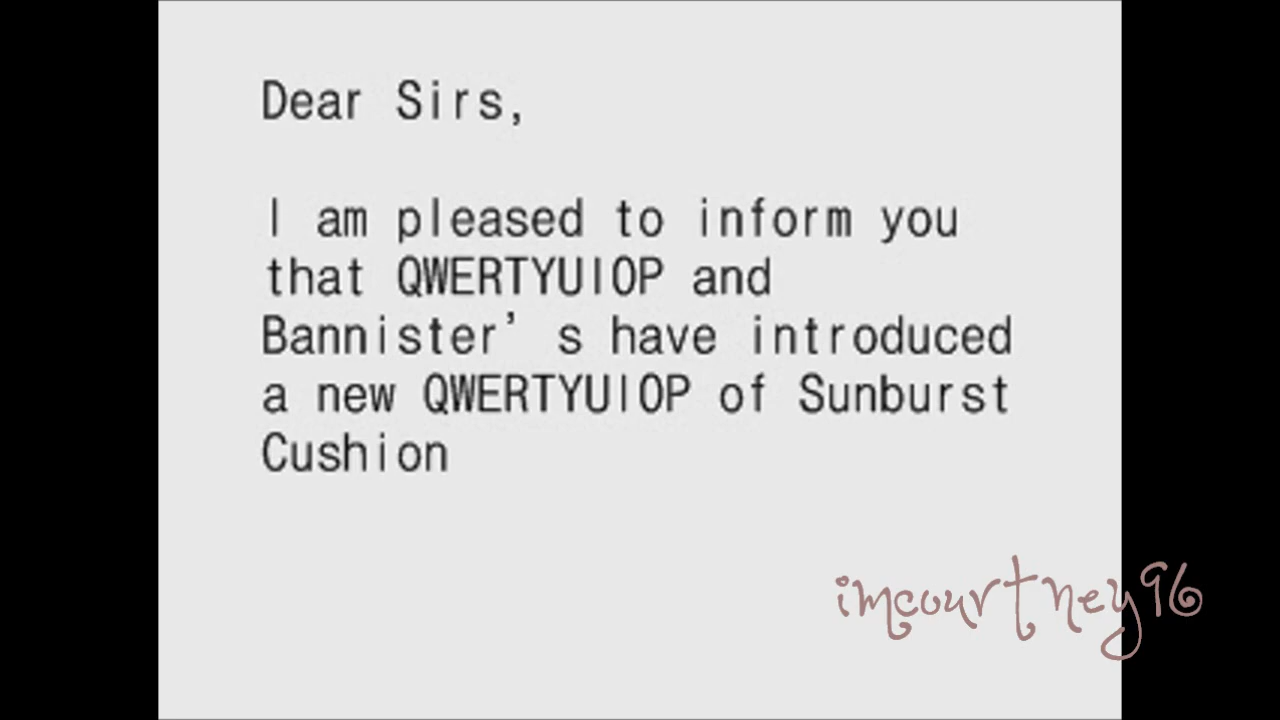 Dear Sirs,
I am pleased to inform you
that QWERTYUIOP and
Bannister's have introduced
a new QWERTYUIOP of Sunburst
Cushion
imcourtney96